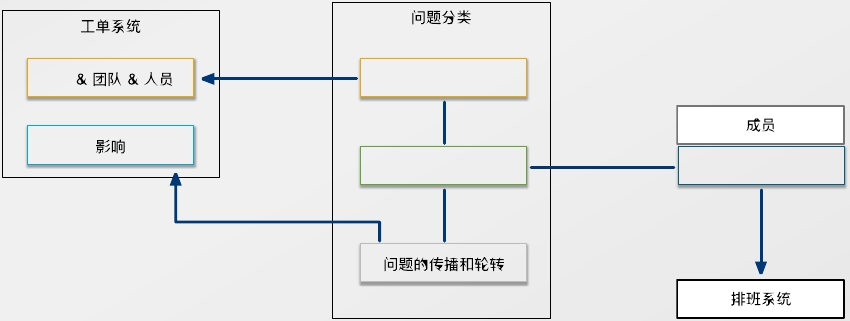 工单系统
& 团队 & 人员
影响
问题分类
问题的传播和轮转
成员
排班系统